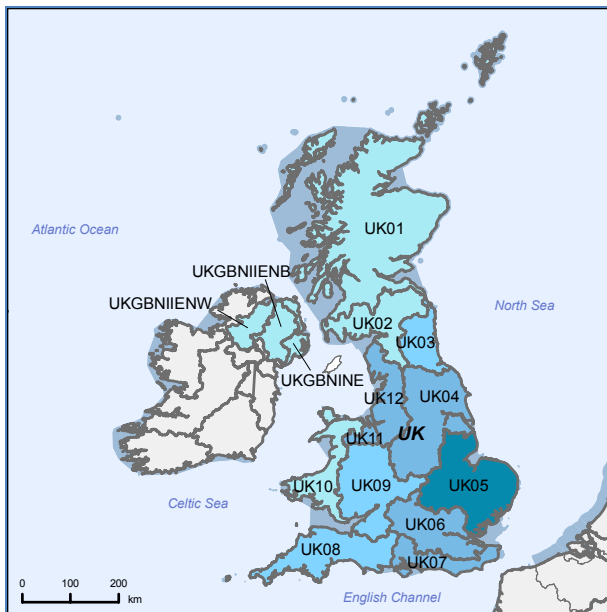 UK01
Atlantic Ocean
UKGBNIIENB
UKGBNIIENW
North Sea
UK02
UK03
UKGBNINE
UK12
UK04
UK11
UK
UK10
UK09
UK05
Celtic Sea
UK06
UK08
UK07
0 100 200
km
English Channel